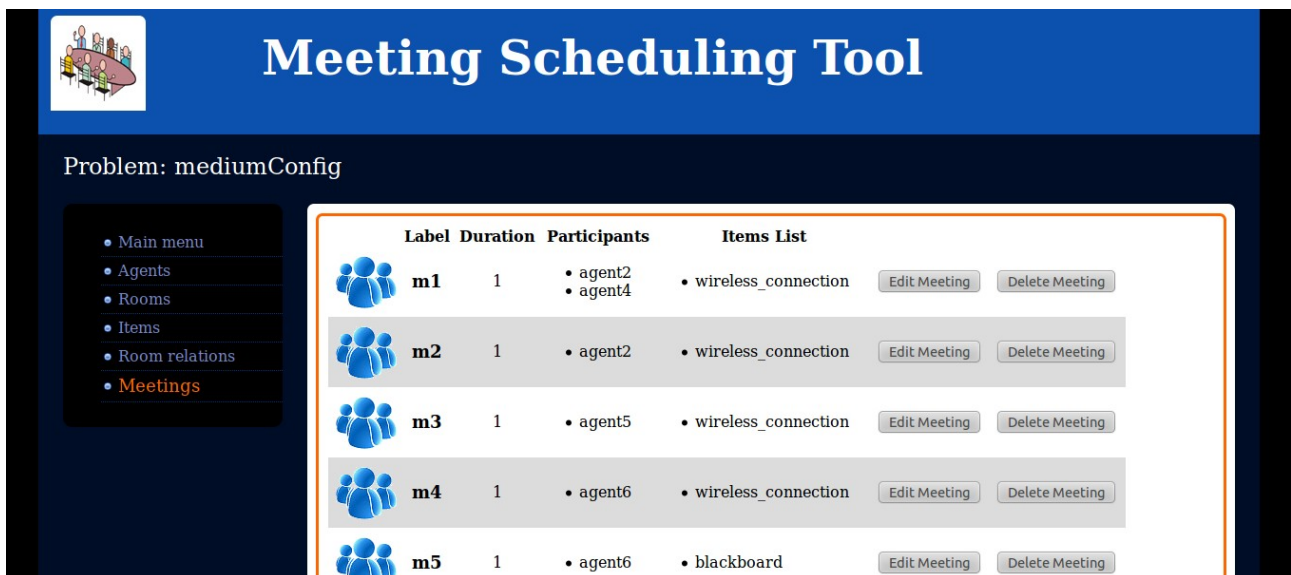 Meeting Scheduling Tool
Problem: mediumConfig
Main menu
Agents
Rooms
Items
Room relations
Meetings
Label Duration Participants Items List
m1 1 • agent2 • agent4 • wireless_connection Edit Meeting Delete Meeting
m2 1 • agent2 • wireless_connection Edit Meeting Delete Meeting
m3 1 • agent5 • wireless_connection Edit Meeting Delete Meeting
m4 1 • agent6 • wireless_connection Edit Meeting Delete Meeting
m5 1 • agent6 • blackboard Edit Meeting Delete Meeting